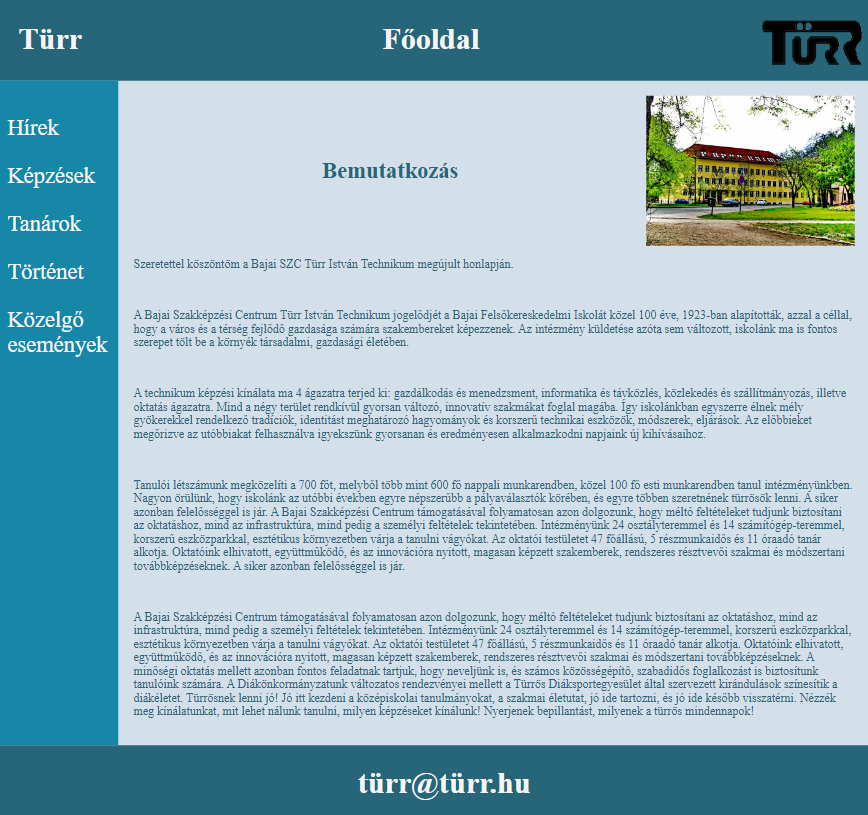 Türr
Főoldal
TÜRR
Hírek
Képzések
Tanárok
Történet
Közelgő
események
Bemutatkozás
Szeretettel köszöntöm a Bajai SZC Türr István Technikum megújult honlapján.
A Bajai Szakképzési Centrum Türr István Technikum jogelődjét a Bajai Felsőkereskedelmi Iskolát közel 100 éve, 1923-ban alapították, azzal a céllal,
hogy a város és a térség fejlődő gazdasága számára szakembereket képezzenek. Az intézmény küldetése azóta sem változott, iskolánk ma is fontos
szerepet tölt be a környék társadalmi, gazdasági életében.
A technikum képzési kínálata ma 4 ágazatra terjed ki: gazdálkodás és menedzsment, informatika és távközlés, közlekedés és szállítmányozás, illetve
oktatás ágazatra. Mind a négy terület rendkívül gyorsan változó, innovatív szakmákat foglal magába. Így iskolánkban egyszerre élnek mély
gyökerekkel rendelkező tradíciók, identitást meghatározó hagyományok és korszerű technikai eszközök, módszerek, eljárások. Az előbbieket
megőrizve az utóbbiakat felhasználva igyekszünk gyorsanan és eredményesen alkalmazkodni napjaink új kihívásaihoz.
Tanulói létszámunk megközelíti a 700 főt, melyből több mint 600 fő nappali munkarendben, közel 100 fő esti munkarendben tanul intézményünkben.
Nagyon örülünk, hogy iskolánk az utóbbi években egyre népszerűbb a pályaválasztók körében, és egyre többen szeretnének türrösök lenni. A siker
azonban felelősséggel is jár. A Bajai Szakképzési Centrum támogatásával folyamatosan azon dolgozunk, hogy méltó feltételeket tudjunk biztosítani
az oktatáshoz, mind az infrastruktúra, mind pedig a személyi feltételek tekintetében. Intézményünk 24 osztályteremmel és 14 számítógép-teremmel,
korszerű eszközparkkal, esztétikus környezetben várja a tanulni vágyókat. Az oktatói testületet 47 főállású, 5 részmunkaidős és 11 óraadó tanár
alkotja. Oktatóink elhivatott, együttműködő, és az innovációra nyitott, magasan képzett szakemberek, rendszeres résztvevői szakmai és módszertani
továbbképzéseknek. A siker azonban felelősséggel is jár.
A Bajai Szakképzési Centrum támogatásával folyamatosan azon dolgozunk, hogy méltó feltételeket tudjunk biztosítani az oktatáshoz, mind az
infrastruktúra, mind pedig a személyi feltételek tekintetében. Intézményünk 24 osztályteremmel és 14 számítógép-teremmel, korszerű eszközparkkal,
esztétikus környezetben várja a tanulni vágyókat. Az oktatói testületet 47 főállású, 5 részmunkaidős és 11 óraadó tanár alkotja. Oktatóink elhivatott,
együttműködő, és az innovációra nyitott, magasan képzett szakemberek, rendszeres résztvevői szakmai és módszertani továbbképzéseknek. A
minőségi oktatás mellett azonban fontos feladatnak tartjuk, hogy neveljünk is, és számos közösségépítő, szabadidős foglalkozást is biztosítunk
tanulóink számára. A Diákönkormányzatunk változatos rendezvényei mellett a Türrös Diáksportegyesület által szervezett kirándulások színesítik a
diákéletet. Türrösnek lenni jó! Jó itt kezdeni a középiskolai tanulmányokat, a szakmai életutat, jó ide tartozni, és jó ide később visszatérni. Nézzék
meg kínálatunkat, mit lehet nálunk tanulni, milyen képzéseket kínálunk! Nyerjenek bepillantást, milyenek a türrös mindennapok!
türr@türr.hu